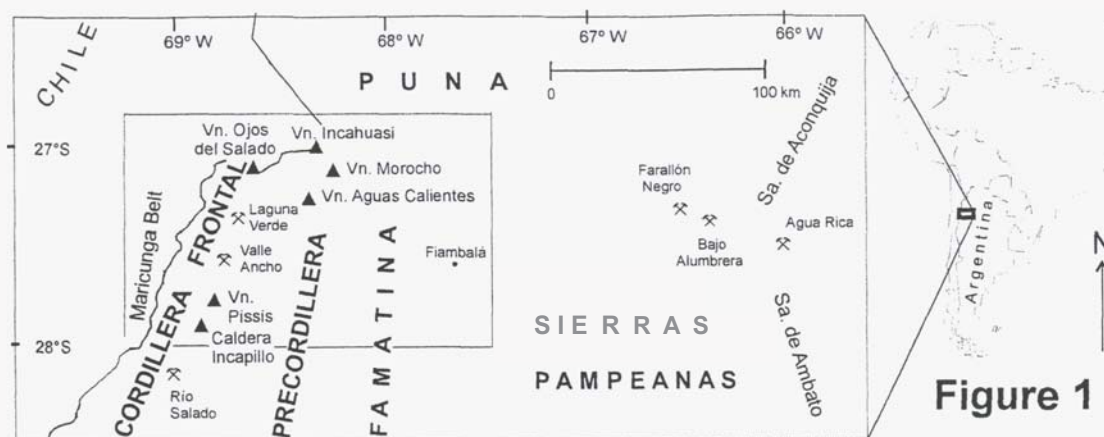 69° W
68° W
67° W
66° W
CHILE
PUNA
0
100 km
27°S
28°S
Vn. Ojos
del Salado
Vn. Incahuasi
Vn. Morocho
Vn. Aguas Calientes
Laguna
Verde
Valle
Ancho
Vn.
Pissis
Caldera
Incapillo
Río
Salado
Maricunga Belt
CORDILLERA FRONTAL
PRECORDILLERA
FAMATINA
Fiambalá
Farallón
Negro
Bajo
Alumbrera
Agua Rica
Sa. de Aconquija
Sa. de Ambato
SIERRAS
PAMPEANAS
Argentina
N
Figure 1